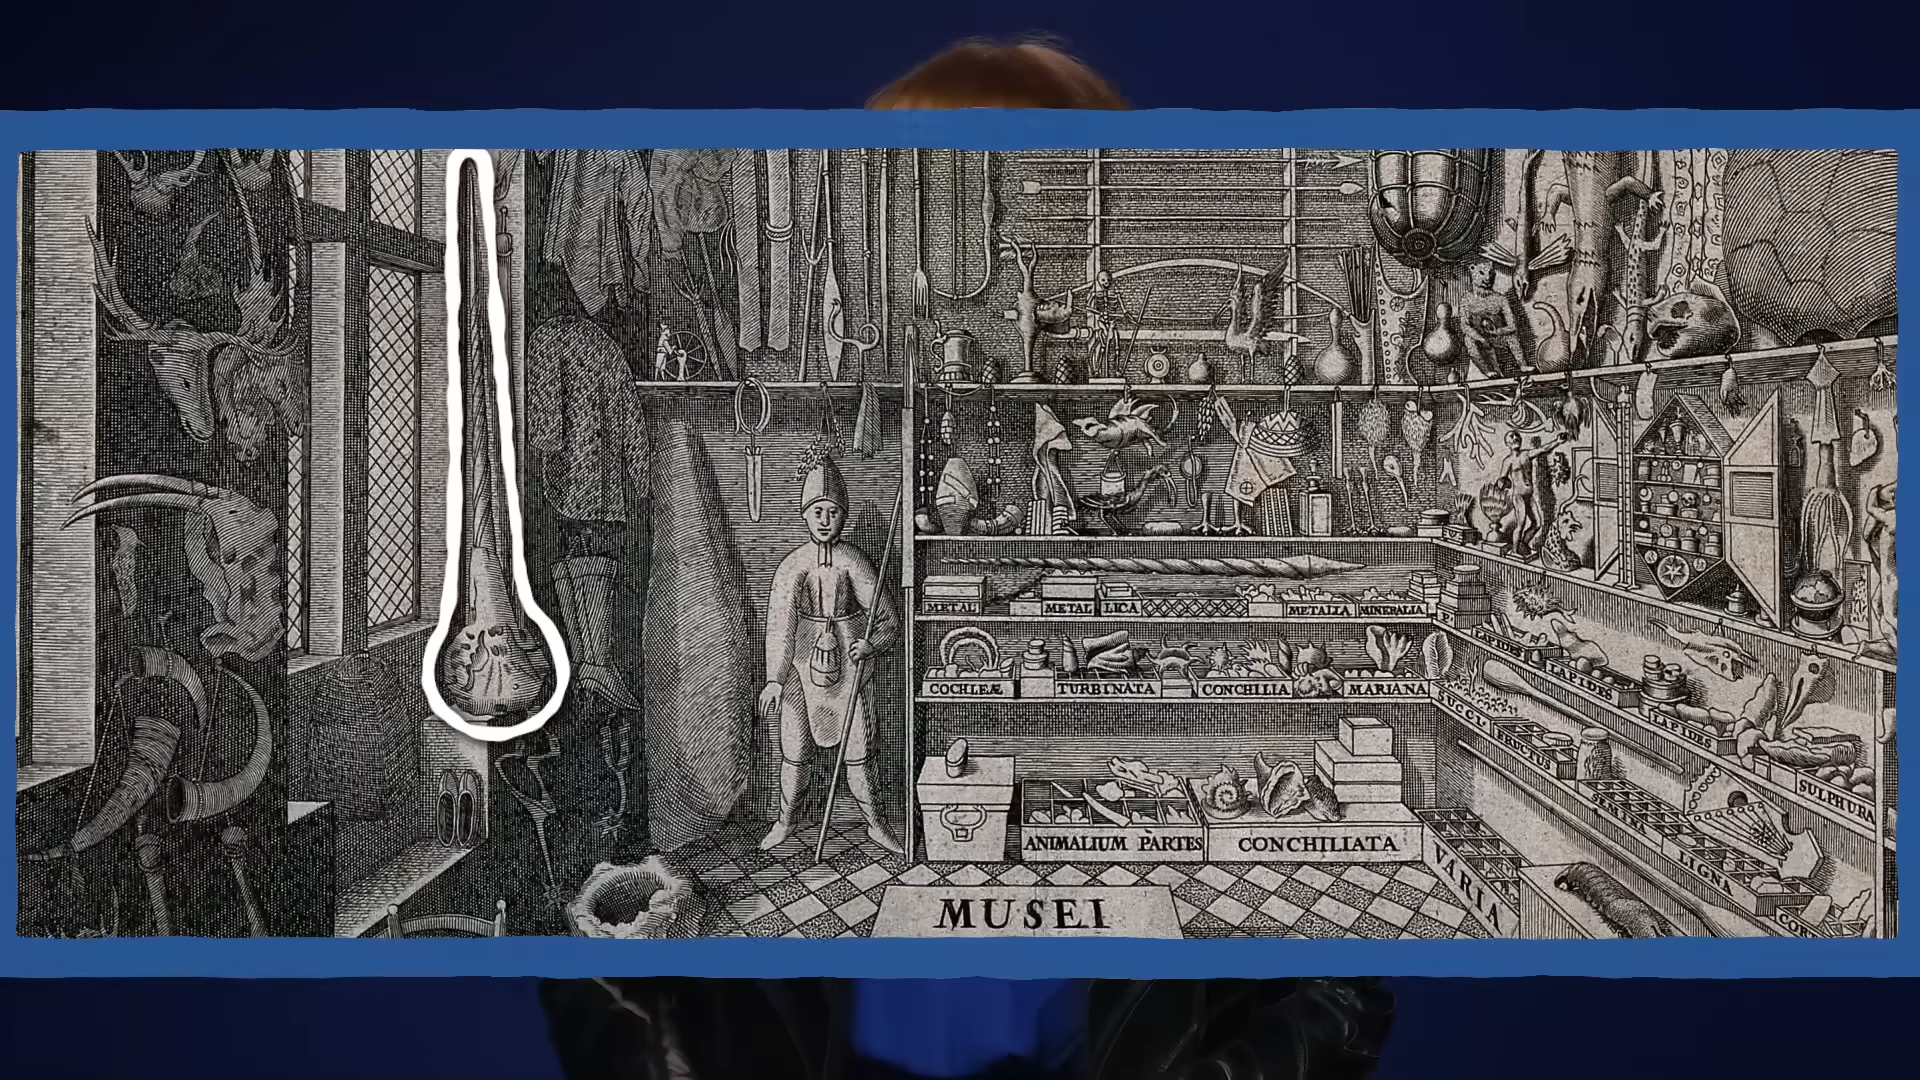 METAL
METAL
LICA
METALLA
MINERALIA
LAPIDES
LAPIDES
LAPIDES
SULPHURA
COCHLEÆ
TURBINATA
CONCHILIA
MARIANA
SUCCI
FRUCTUS
SEMINA
LIGNA
ANIMALIUM PÀRTES
CONCHILIATA
VARIA
MUSEI